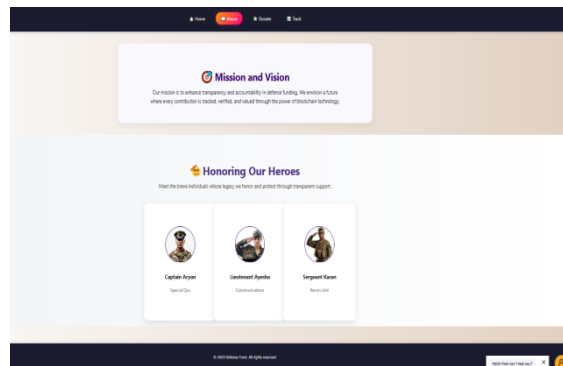 Home About Donate Track
Mission and Vision
Our mission is to enhance transparency and accountability in defence funding. We envision a future
where every contribution is tracked, verified, and valued through the power of blockchain technology.
Honoring Our Heroes
Meet the brave individuals whose legacy we honor and protect through transparent support.
Captain Aryan Lieutenant Ayesha Sergeant Karan
Special Ops Communications Recon Unit
© 2025 Defense Fund. All rights reserved.
Hello! How can I help you? X